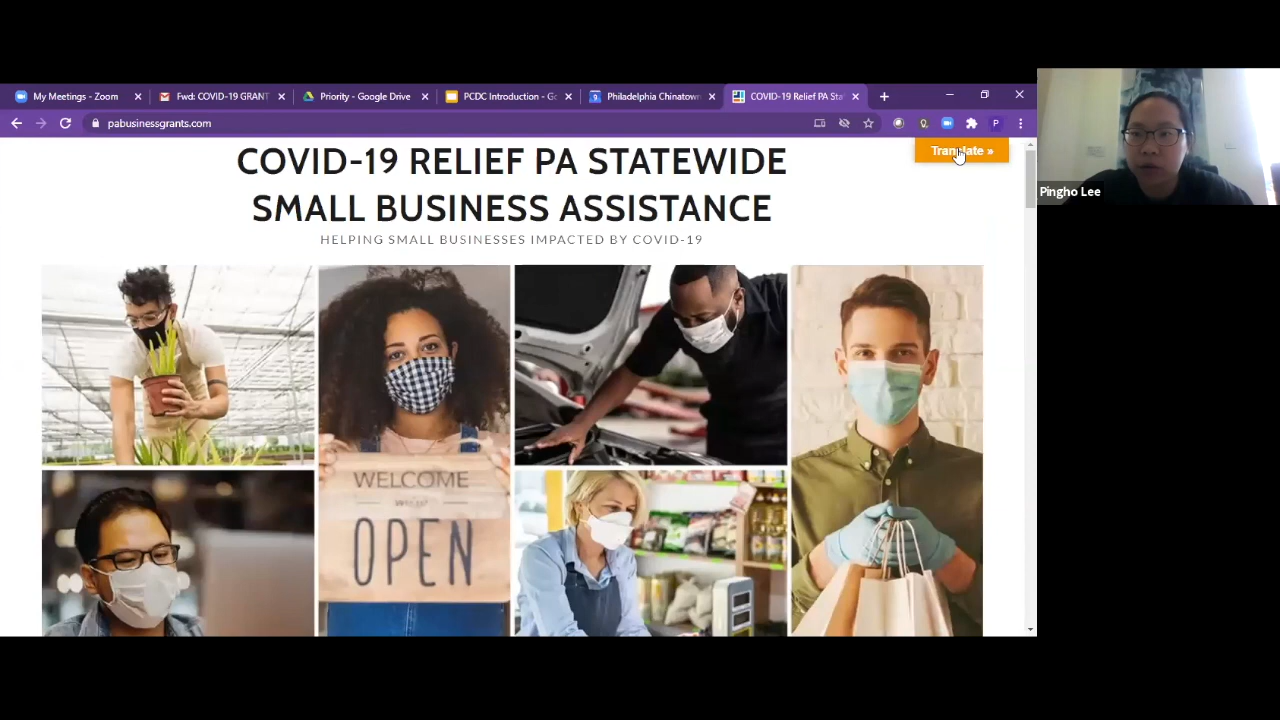 My Meetings - Zoom
Fwd: COVID-19 GRANT
Priority - Google Drive
PCDC Introduction - Go
Philadelphia Chinatown
COVID-19 Relief PA Sta
pabusinessgrants.com
P
Translate »
COVID-19 RELIEF PA STATEWIDE
SMALL BUSINESS ASSISTANCE
HELPING SMALL BUSINESSES IMPACTED BY COVID-19
WELCOME
OPEN
Pingho Lee